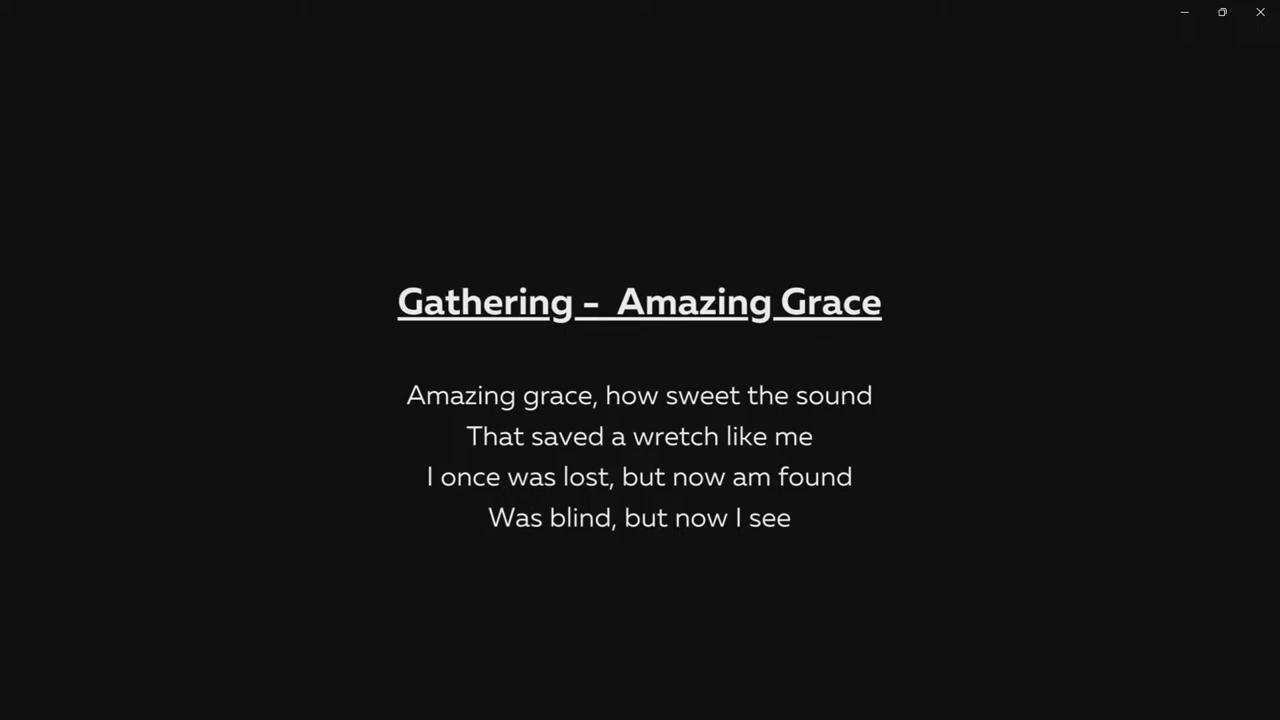 Gathering -  Amazing Grace
Amazing grace, how sweet the sound
That saved a wretch like me
I once was lost, but now am found
Was blind, but now I see